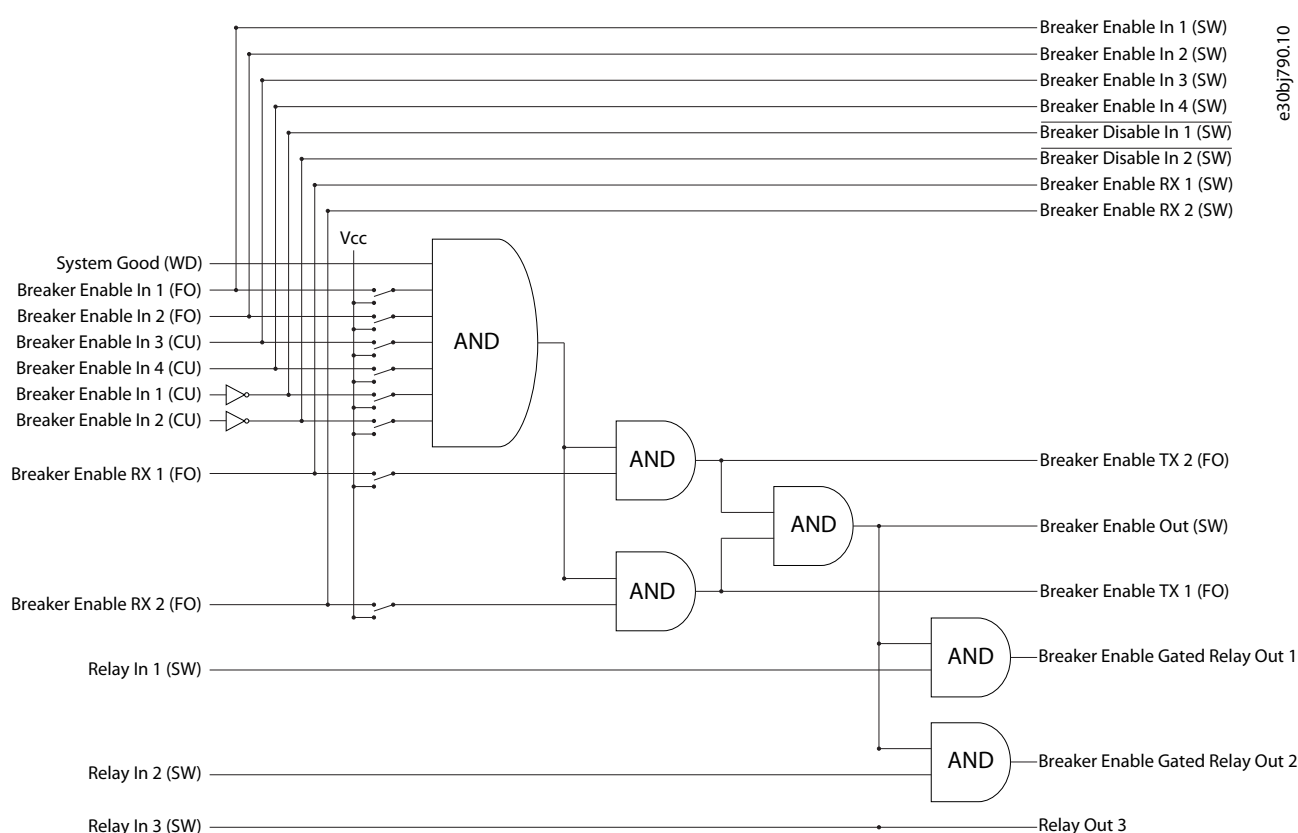 Breaker Enable In 1 (SW)
Breaker Enable In 2 (SW)
Breaker Enable In 3 (SW)
Breaker Enable In 4 (SW)
Breaker Disable In 1 (SW)
Breaker Disable In 2 (SW)
Breaker Enable RX 1 (SW)
Breaker Enable RX 2 (SW)
e30bj790.10
Vcc
System Good (WD)
Breaker Enable In 1 (FO)
Breaker Enable In 2 (FO)
Breaker Enable In 3 (CU)
Breaker Enable In 4 (CU)
Breaker Enable In 1 (CU)
Breaker Enable In 2 (CU)
AND
Breaker Enable RX 1 (FO)
AND
Breaker Enable TX 2 (FO)
AND
Breaker Enable Out (SW)
Breaker Enable RX 2 (FO)
AND
Breaker Enable TX 1 (FO)
Relay In 1 (SW)
AND
Breaker Enable Gated Relay Out 1
Relay In 2 (SW)
AND
Breaker Enable Gated Relay Out 2
Relay In 3 (SW)
Relay Out 3